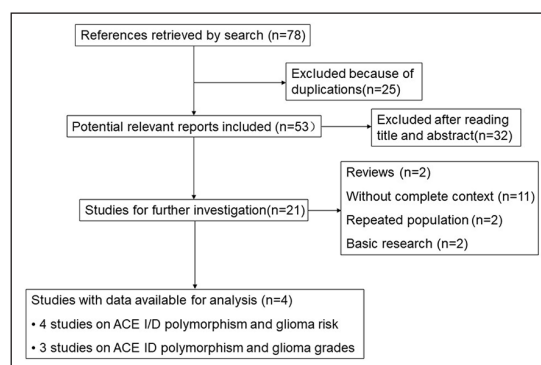 References retrieved by search (n=78)
Excluded because of
duplications(n=25)
Potential relevant reports included (n=53）
Excluded after reading
title and abstract(n=32)
Reviews (n=2)
Without complete context (n=11)
Repeated population (n=2)
Basic research (n=2)
Studies for further investigation(n=21)
Studies with data available for analysis (n=4)
• 4 studies on ACE I/D polymorphism and glioma risk
• 3 studies on ACE ID polymorphism and glioma grades